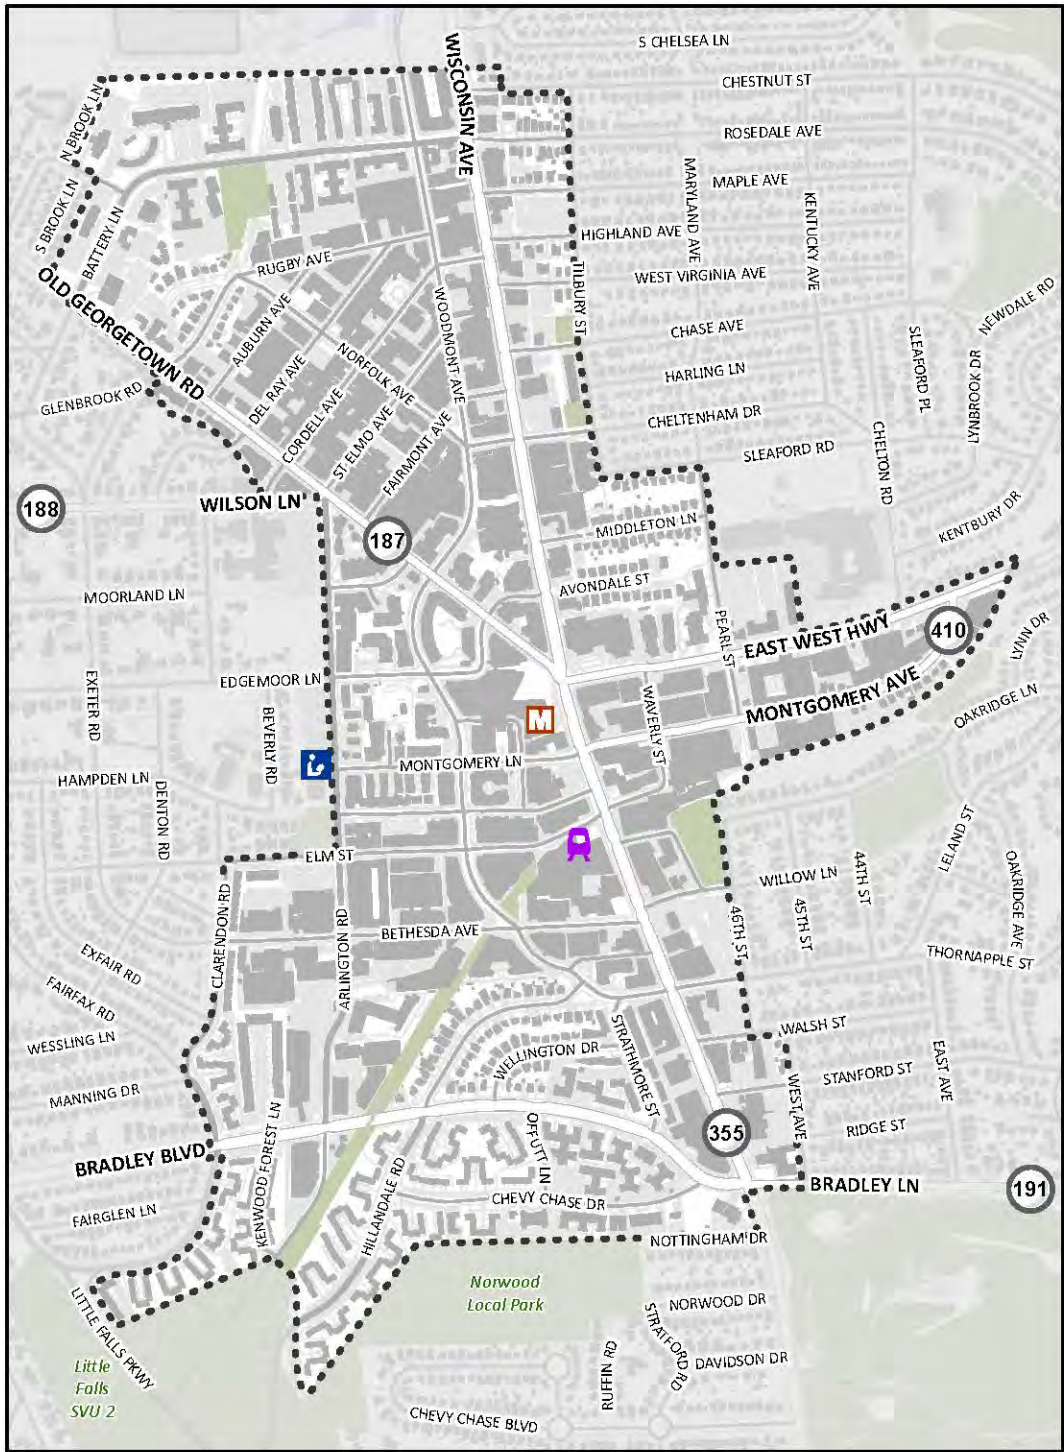 S CHELSEA LN
WISCONSIN AVE
CHESTNUT ST
N BROOK LN
ROSEDALE AVE
MARYLAND AVE
MAPLE AVE
KENTUCKY AVE
S BROOK LN
BATTERY LN
HIGHLAND AVE
RUGBY AVE
TILBURY ST
WEST VIRGINIA AVE
NEWDALE RD
OLD GEORGETOWN RD
AUBURN AVE
WOODMONT AVE
CHASE AVE
SLEAFORD PL
LYNBROOK DR
NORFOLK AVE
HARLING LN
GLENBROOK RD
DEL RAY AVE
CORDELL AVE
ST ELMO AVE
FAIRMONT AVE
CHELTENHAM DR
SLEAFORD RD
CHELTON RD
188
WILSON LN
187
MIDDLETON LN
KENTBURY DR
AVONDALE ST
MOORLAND LN
PEARL ST
EAST WEST HWY
410
LYNN DR
EXETER RD
EDGEMOOR LN
BEVERLY RD
WAVERLY ST
MONTGOMERY AVE
OAKRIDGE LN
M
MONTGOMERY LN
HAMPDEN LN
DENTON RD
LELAND ST
ELM ST
WILLOW LN
44TH ST
OAKRIDGE AVE
CLARENDON RD
ARLINGTON RD
BETHESDA AVE
46TH ST
45TH ST
THORNAPPLE ST
EXFAIR RD
FAIRFAX RD
WESSLING LN
STRATHMORE ST
WALSH ST
WELLINGTON DR
MANNING DR
STANFORD ST
EAST AVE
WEST AVE
KENWOOD FOREST LN
OFFUTT LN
355
RIDGE ST
BRADLEY BLVD
BRADLEY LN
191
HILLANDALE RD
CHEVY CHASE DR
FAIRGLEN LN
NOTTINGHAM DR
Norwood
Local Park
LITTLE FALLS PKWY
NORWOOD DR
STRATFORD RD
RUFFIN RD
DAVIDSON DR
Little
Falls
SVU 2
CHEVY CHASE BLVD